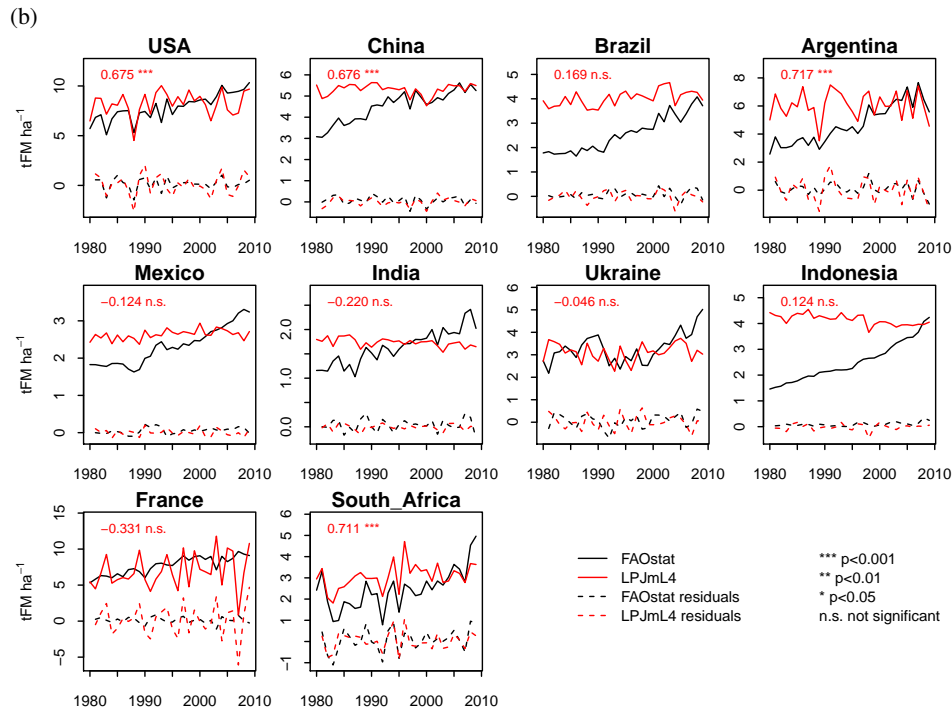 (b)
USA
China
Brazil
Argentina
0.675 ***
0.676 ***
0.169 n.s.
0.717 ***
tFM ha−1
0 5 10
0 1 2 3 4 5 6
0 1 2 3 4 5
0 2 4 6 8
1980 1990 2000 2010
1980 1990 2000 2010
1980 1990 2000 2010
1980 1990 2000 2010
Mexico
India
Ukraine
Indonesia
−0.124 n.s.
−0.220 n.s.
−0.046 n.s.
0.124 n.s.
tFM ha−1
0 1 2 3
0.0 1.0 2.0
0 1 2 3 4 5 6
0 1 2 3 4 5
1980 1990 2000 2010
1980 1990 2000 2010
1980 1990 2000 2010
1980 1990 2000 2010
France
South_Africa
−0.331 n.s.
0.711 ***
tFM ha−1
−5 0 5 10 15
−1 1 2 3 4 5 6
1980 1990 2000 2010
1980 1990 2000 2010
FAOstat
LPJmL4
FAOstat residuals
LPJmL4 residuals
*** p<0.001
** p<0.01
* p<0.05
n.s. not significant